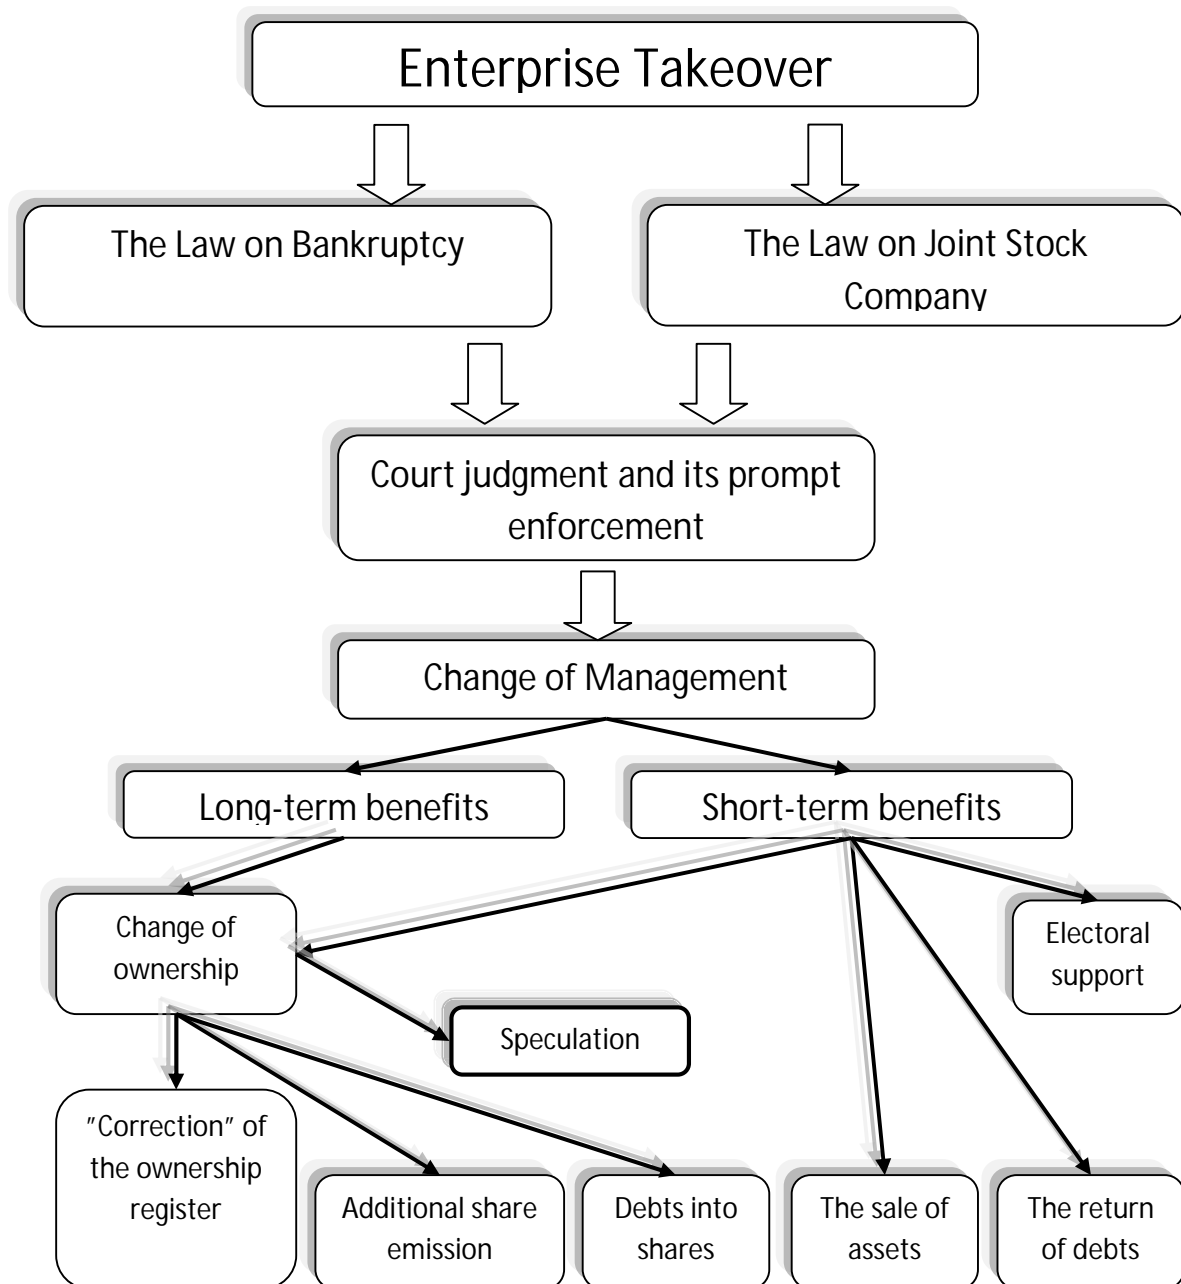 Enterprise Takeover
The Law on Bankruptcy
The Law on Joint Stock
Company
Court judgment and its prompt
enforcement
Change of Management
Long-term benefits
Short-term benefits
Change of
ownership
Electoral
support
Speculation
"Correction" of
the ownership
register
Additional share
emission
Debts into
shares
The sale of
assets
The return
of debts